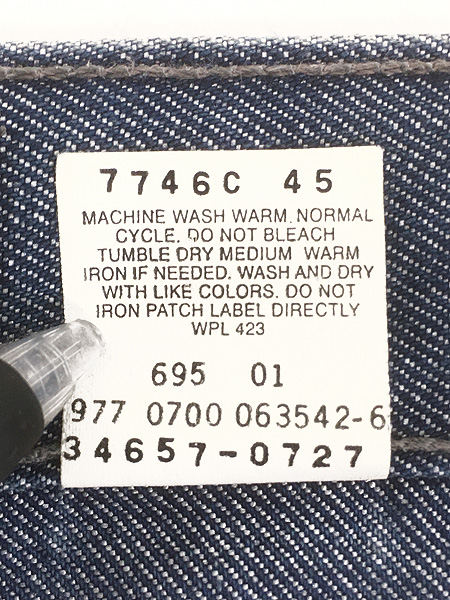 7746C 45
MACHINE WASH WARM, NORMAL
CYCLE. DO NOT BLEACH
TUMBLE DRY MEDIUM WARM
IRON IF NEEDED. WASH AND DRY
WITH LIKE COLORS. DO NOT
IRON PATCH LABEL DIRECTLY
WPL 423
695 01
977 0700 063542-6
34657-0727